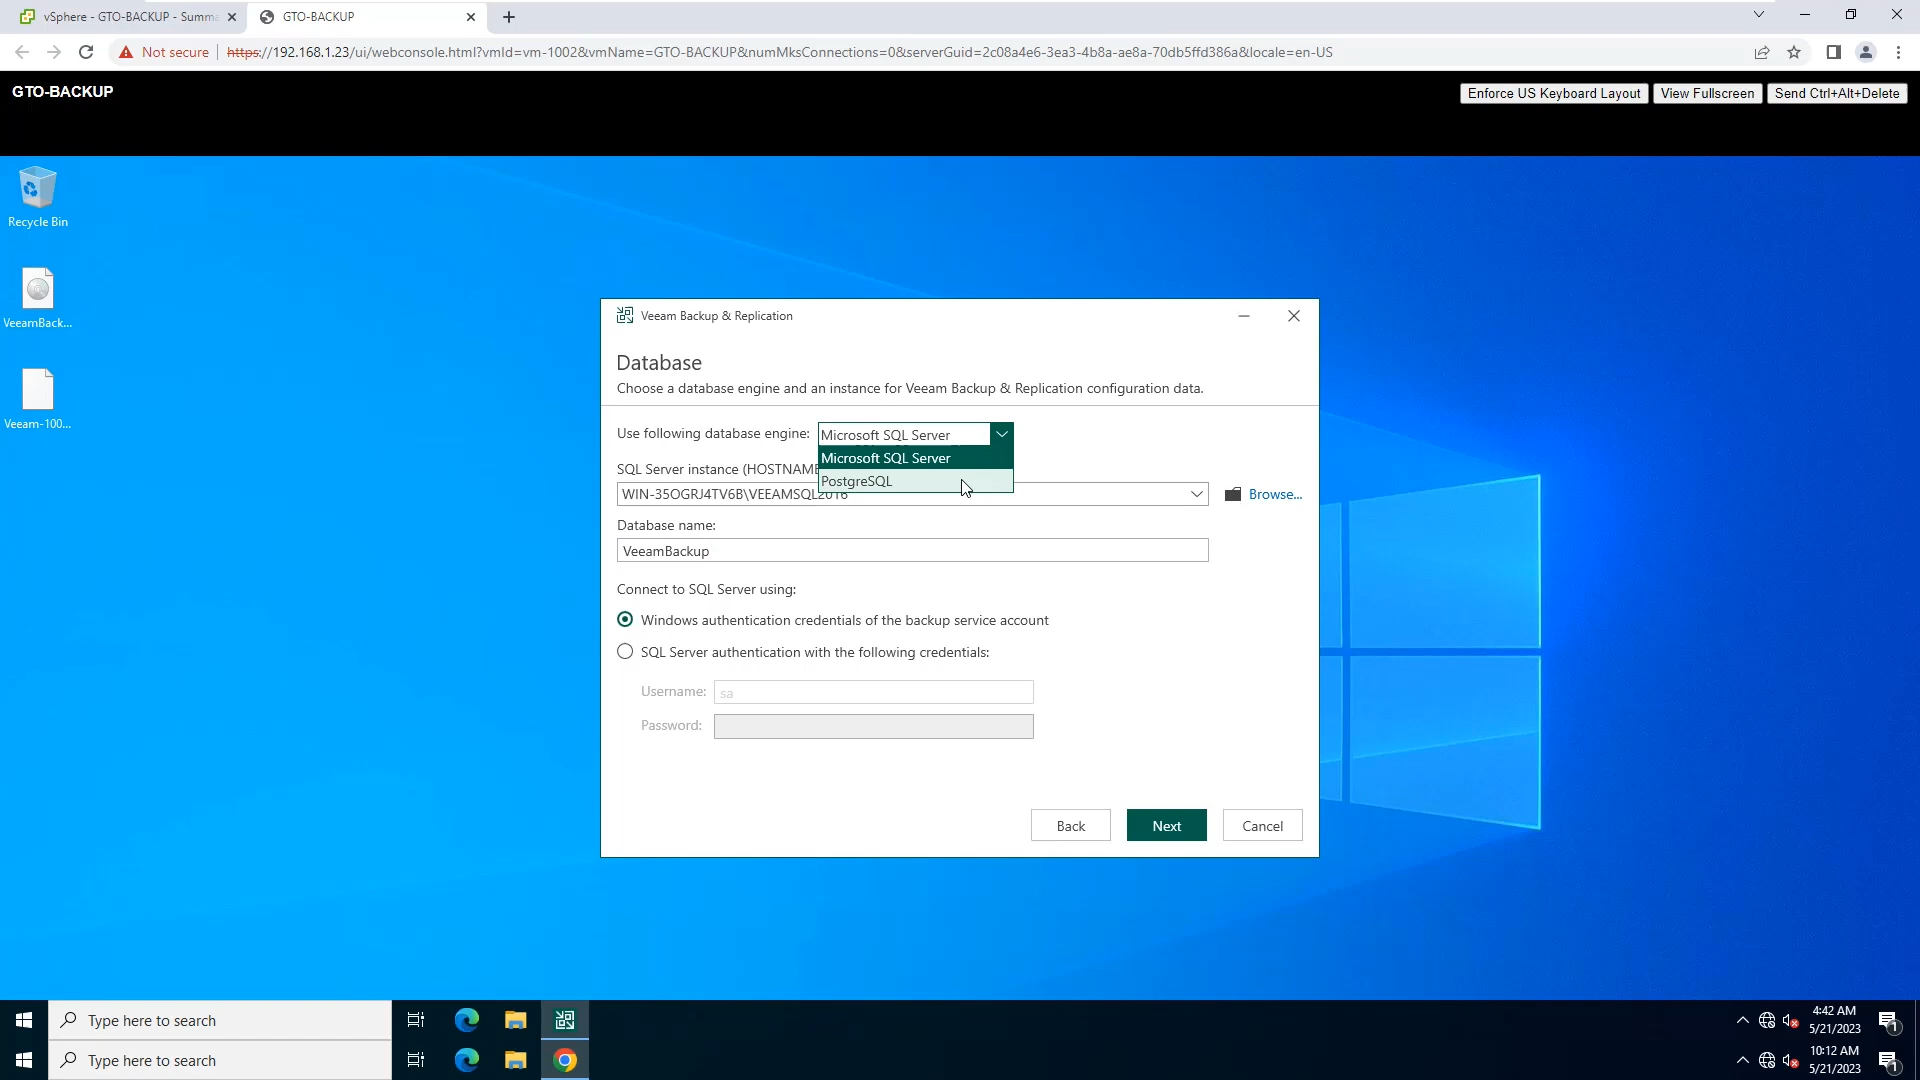 vSphere - GTO-BACKUP - Summa
GTO-BACKUP
Not secure
https://192.168.1.23/ui/webconsole.html?vmId=vm-1002&vmName=GTO-BACKUP&numMksConnections=0&serverGuid=2c08a4e6-3ea3-4b8a-ae8a-70db5ffd386a&locale=en-US
GTO-BACKUP
Enforce US Keyboard Layout
View Fullscreen
Send Ctrl+Alt+Delete
Recycle Bin
VeeamBack...
Veeam-100...
Veeam Backup & Replication
Database
Choose a database engine and an instance for Veeam Backup & Replication configuration data.
Use following database engine:
Microsoft SQL Server
Microsoft SQL Server
PostgreSQL
SQL Server instance (HOSTNAME
WIN-35OGRJ4TV6B\VEEAMSQL2016
Browse...
Database name:
VeeamBackup
Connect to SQL Server using:
Windows authentication credentials of the backup service account
SQL Server authentication with the following credentials:
Username:
sa
Password:
Back
Next
Cancel
Type here to search
4:42 AM
5/21/2023
1
Type here to search
10:12 AM
5/21/2023
1